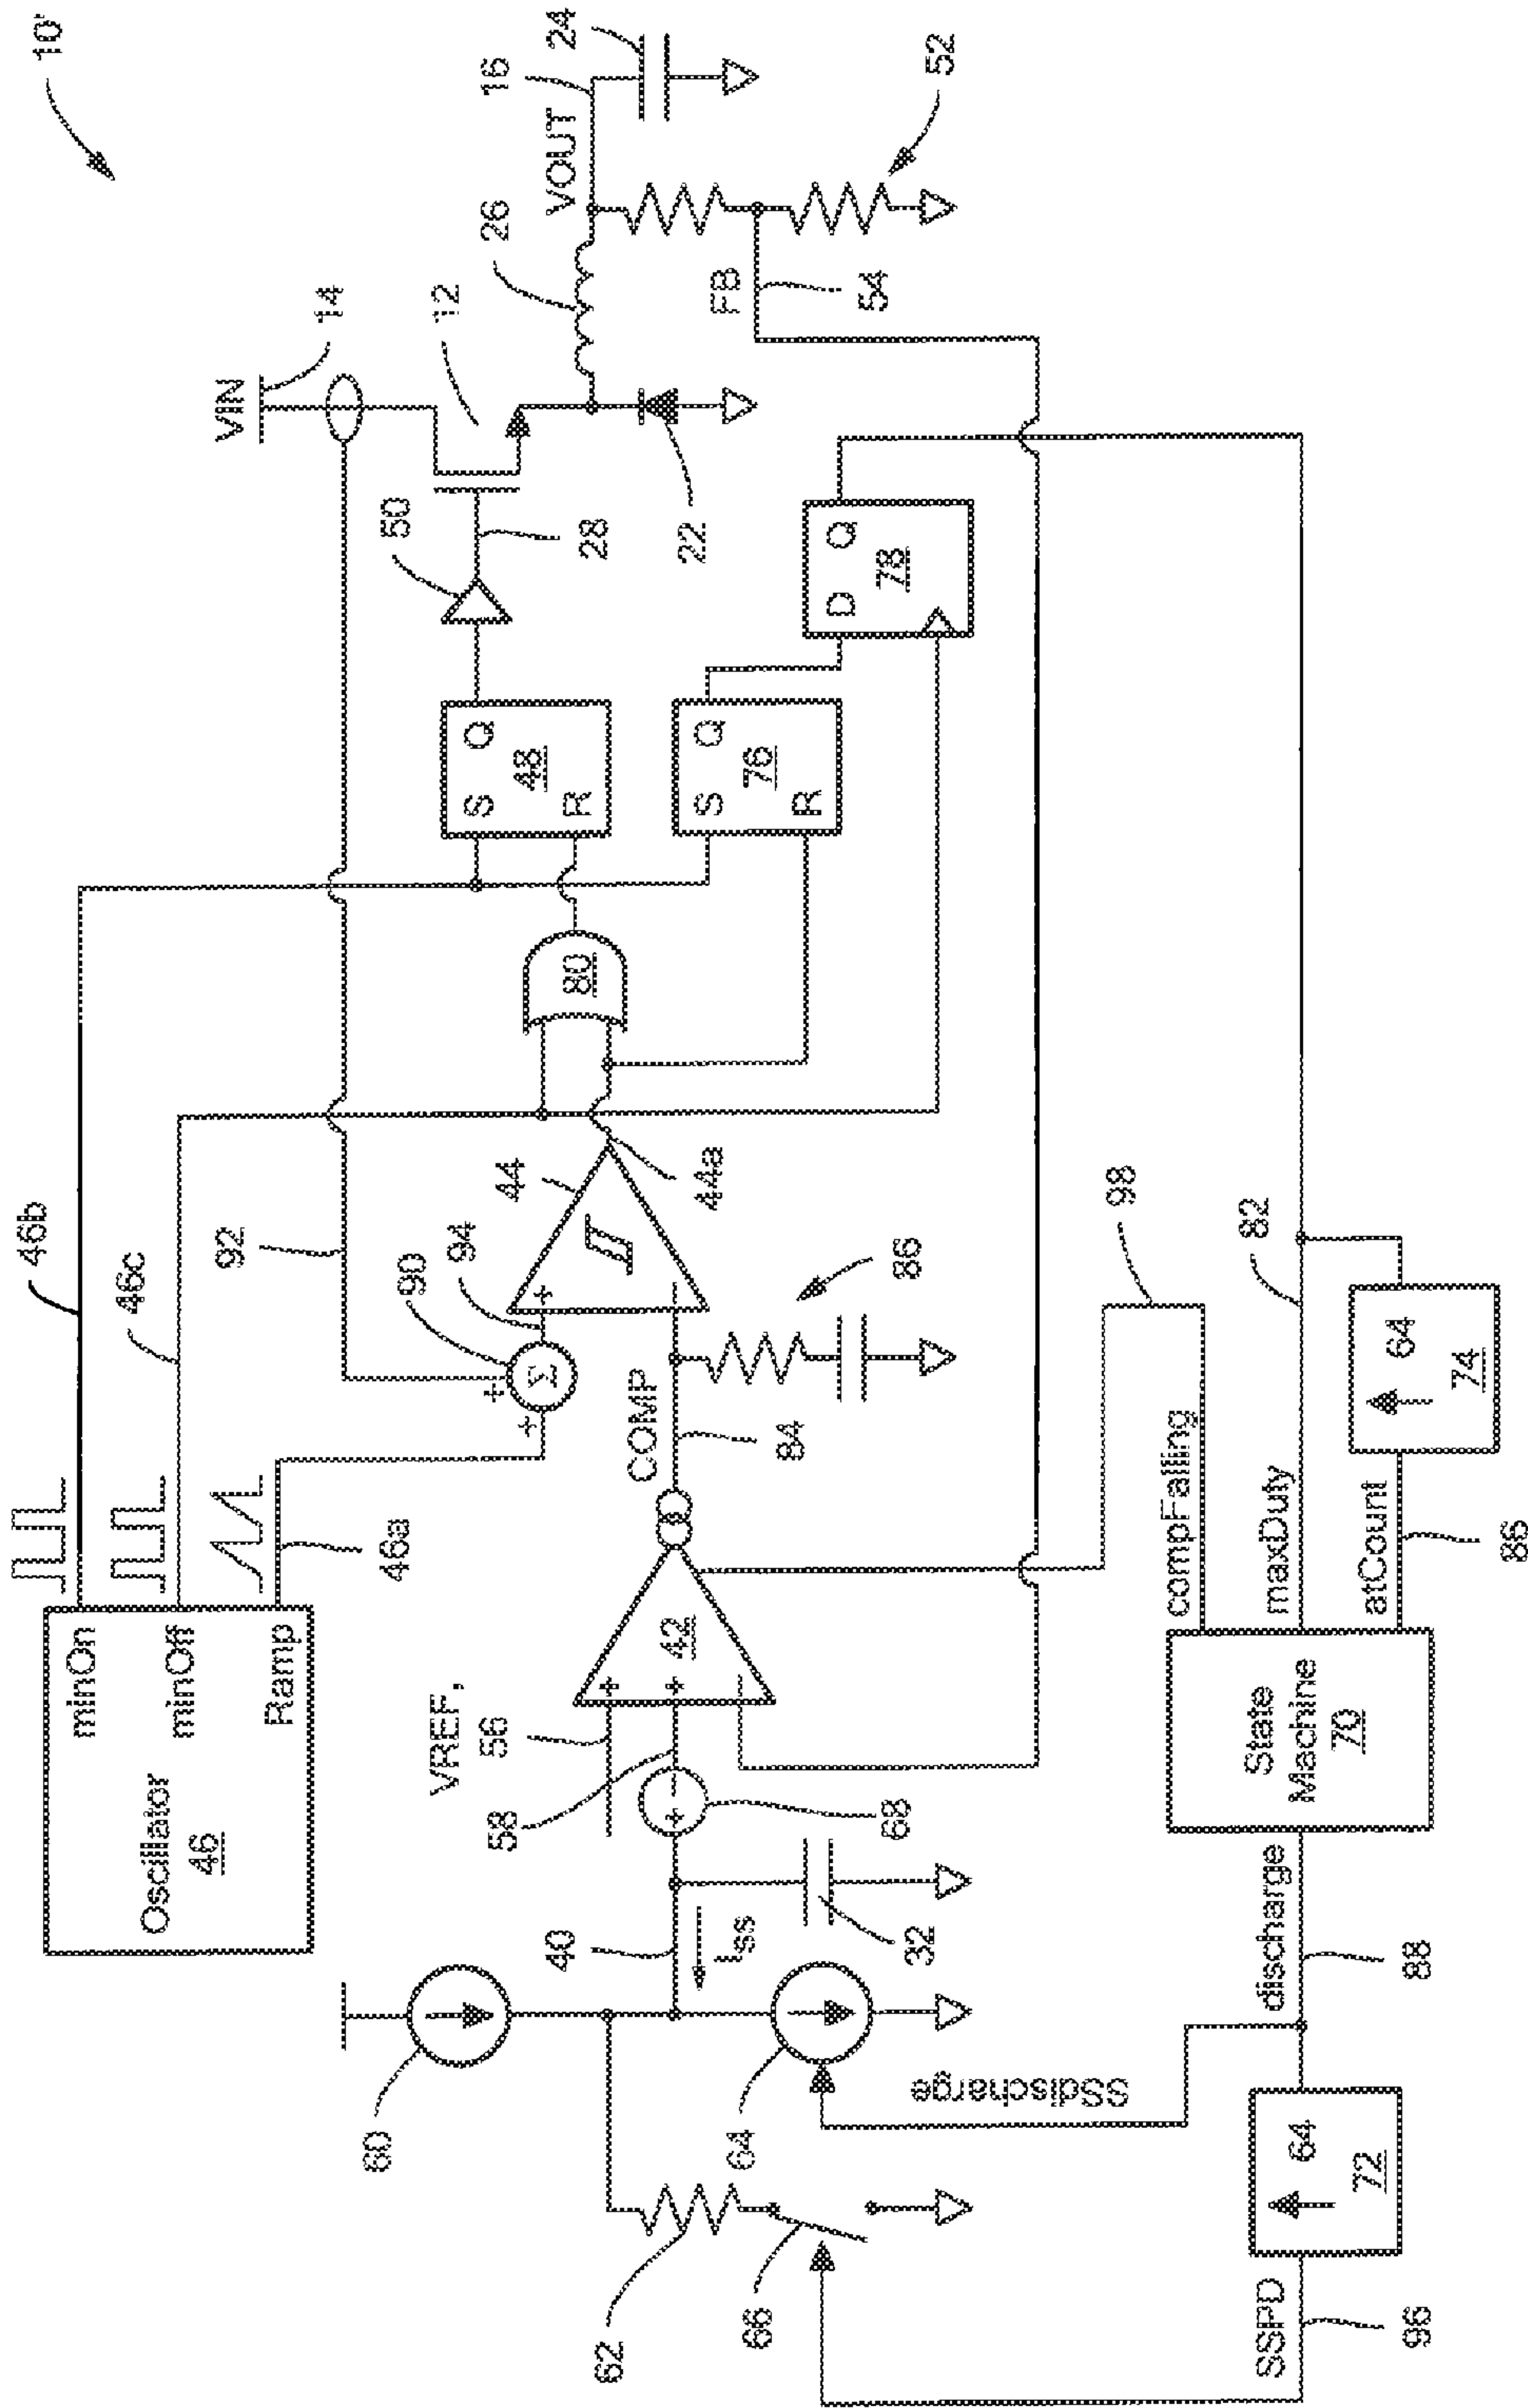 10'
Oscillator
46
minOn
minOff
Ramp
46b
46c
46a
92
90
94
44
44a
80
S
Q
R
48
S
Q
R
76
D
Q
78
50
28
12
VIN
14
22
26
VOUT
16
24
52
FB
54
VREF,
56
58
68
42
COMP
84
86
98
60
62
66
64
40
Iss
32
SSdischarge
SSPD
96
64
72
discharge
88
State
Machine
70
compFalling
maxDuty
atCount
82
86
64
74
+
+
+
−
Σ
+
+
−
+
−